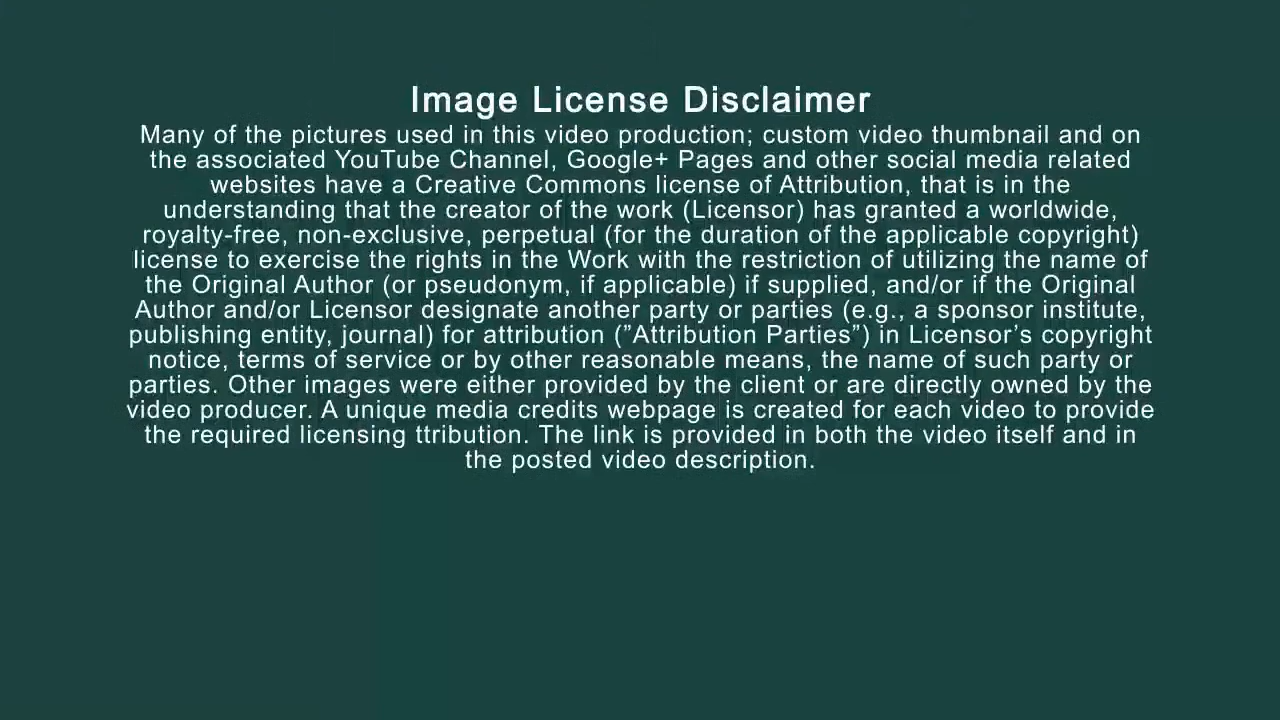 Image License Disclaimer
Many of the pictures used in this video production; custom video thumbnail and on
the associated YouTube Channel, Google+ Pages and other social media related
websites have a Creative Commons license of Attribution, that is in the
understanding that the creator of the work (Licensor) has granted a worldwide,
royalty-free, non-exclusive, perpetual (for the duration of the applicable copyright)
license to exercise the rights in the Work with the restriction of utilizing the name of
the Original Author (or pseudonym, if applicable) if supplied, and/or if the Original
Author and/or Licensor designate another party or parties (e.g., a sponsor institute,
publishing entity, journal) for attribution (”Attribution Parties”) in Licensor’s copyright
notice, terms of service or by other reasonable means, the name of such party or
parties. Other images were either provided by the client or are directly owned by the
video producer. A unique media credits webpage is created for each video to provide
the required licensing ttribution. The link is provided in both the video itself and in
the posted video description.